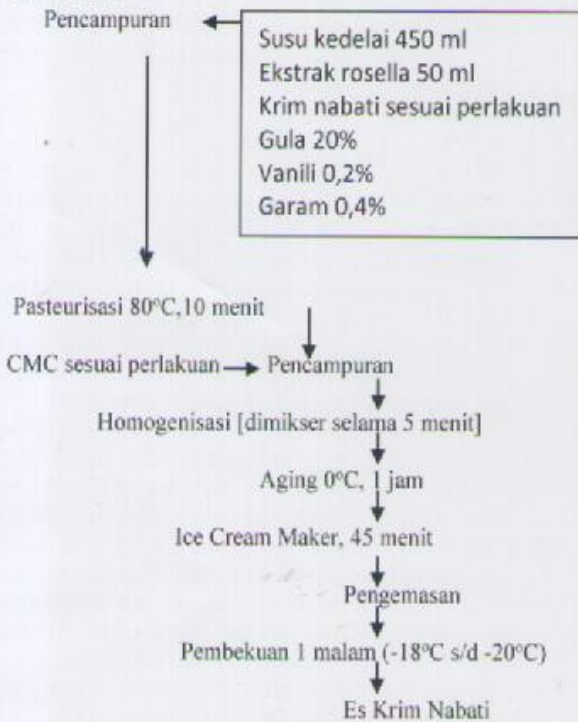 Pencampuran
Susu kedelai 450 ml
Ekstrak rosella 50 ml
Krim nabati sesuai perlakuan
Gula 20%
Vanili 0,2%
Garam 0,4%
Pasteurisasi 80°C,10 menit
CMC sesuai perlakuan
Pencampuran
Homogenisasi [dimikser selama 5 menit]
Aging 0°C, 1 jam
Ice Cream Maker, 45 menit
Pengemasan
Pembekuan 1 malam (-18°C s/d -20°C)
Es Krim Nabati